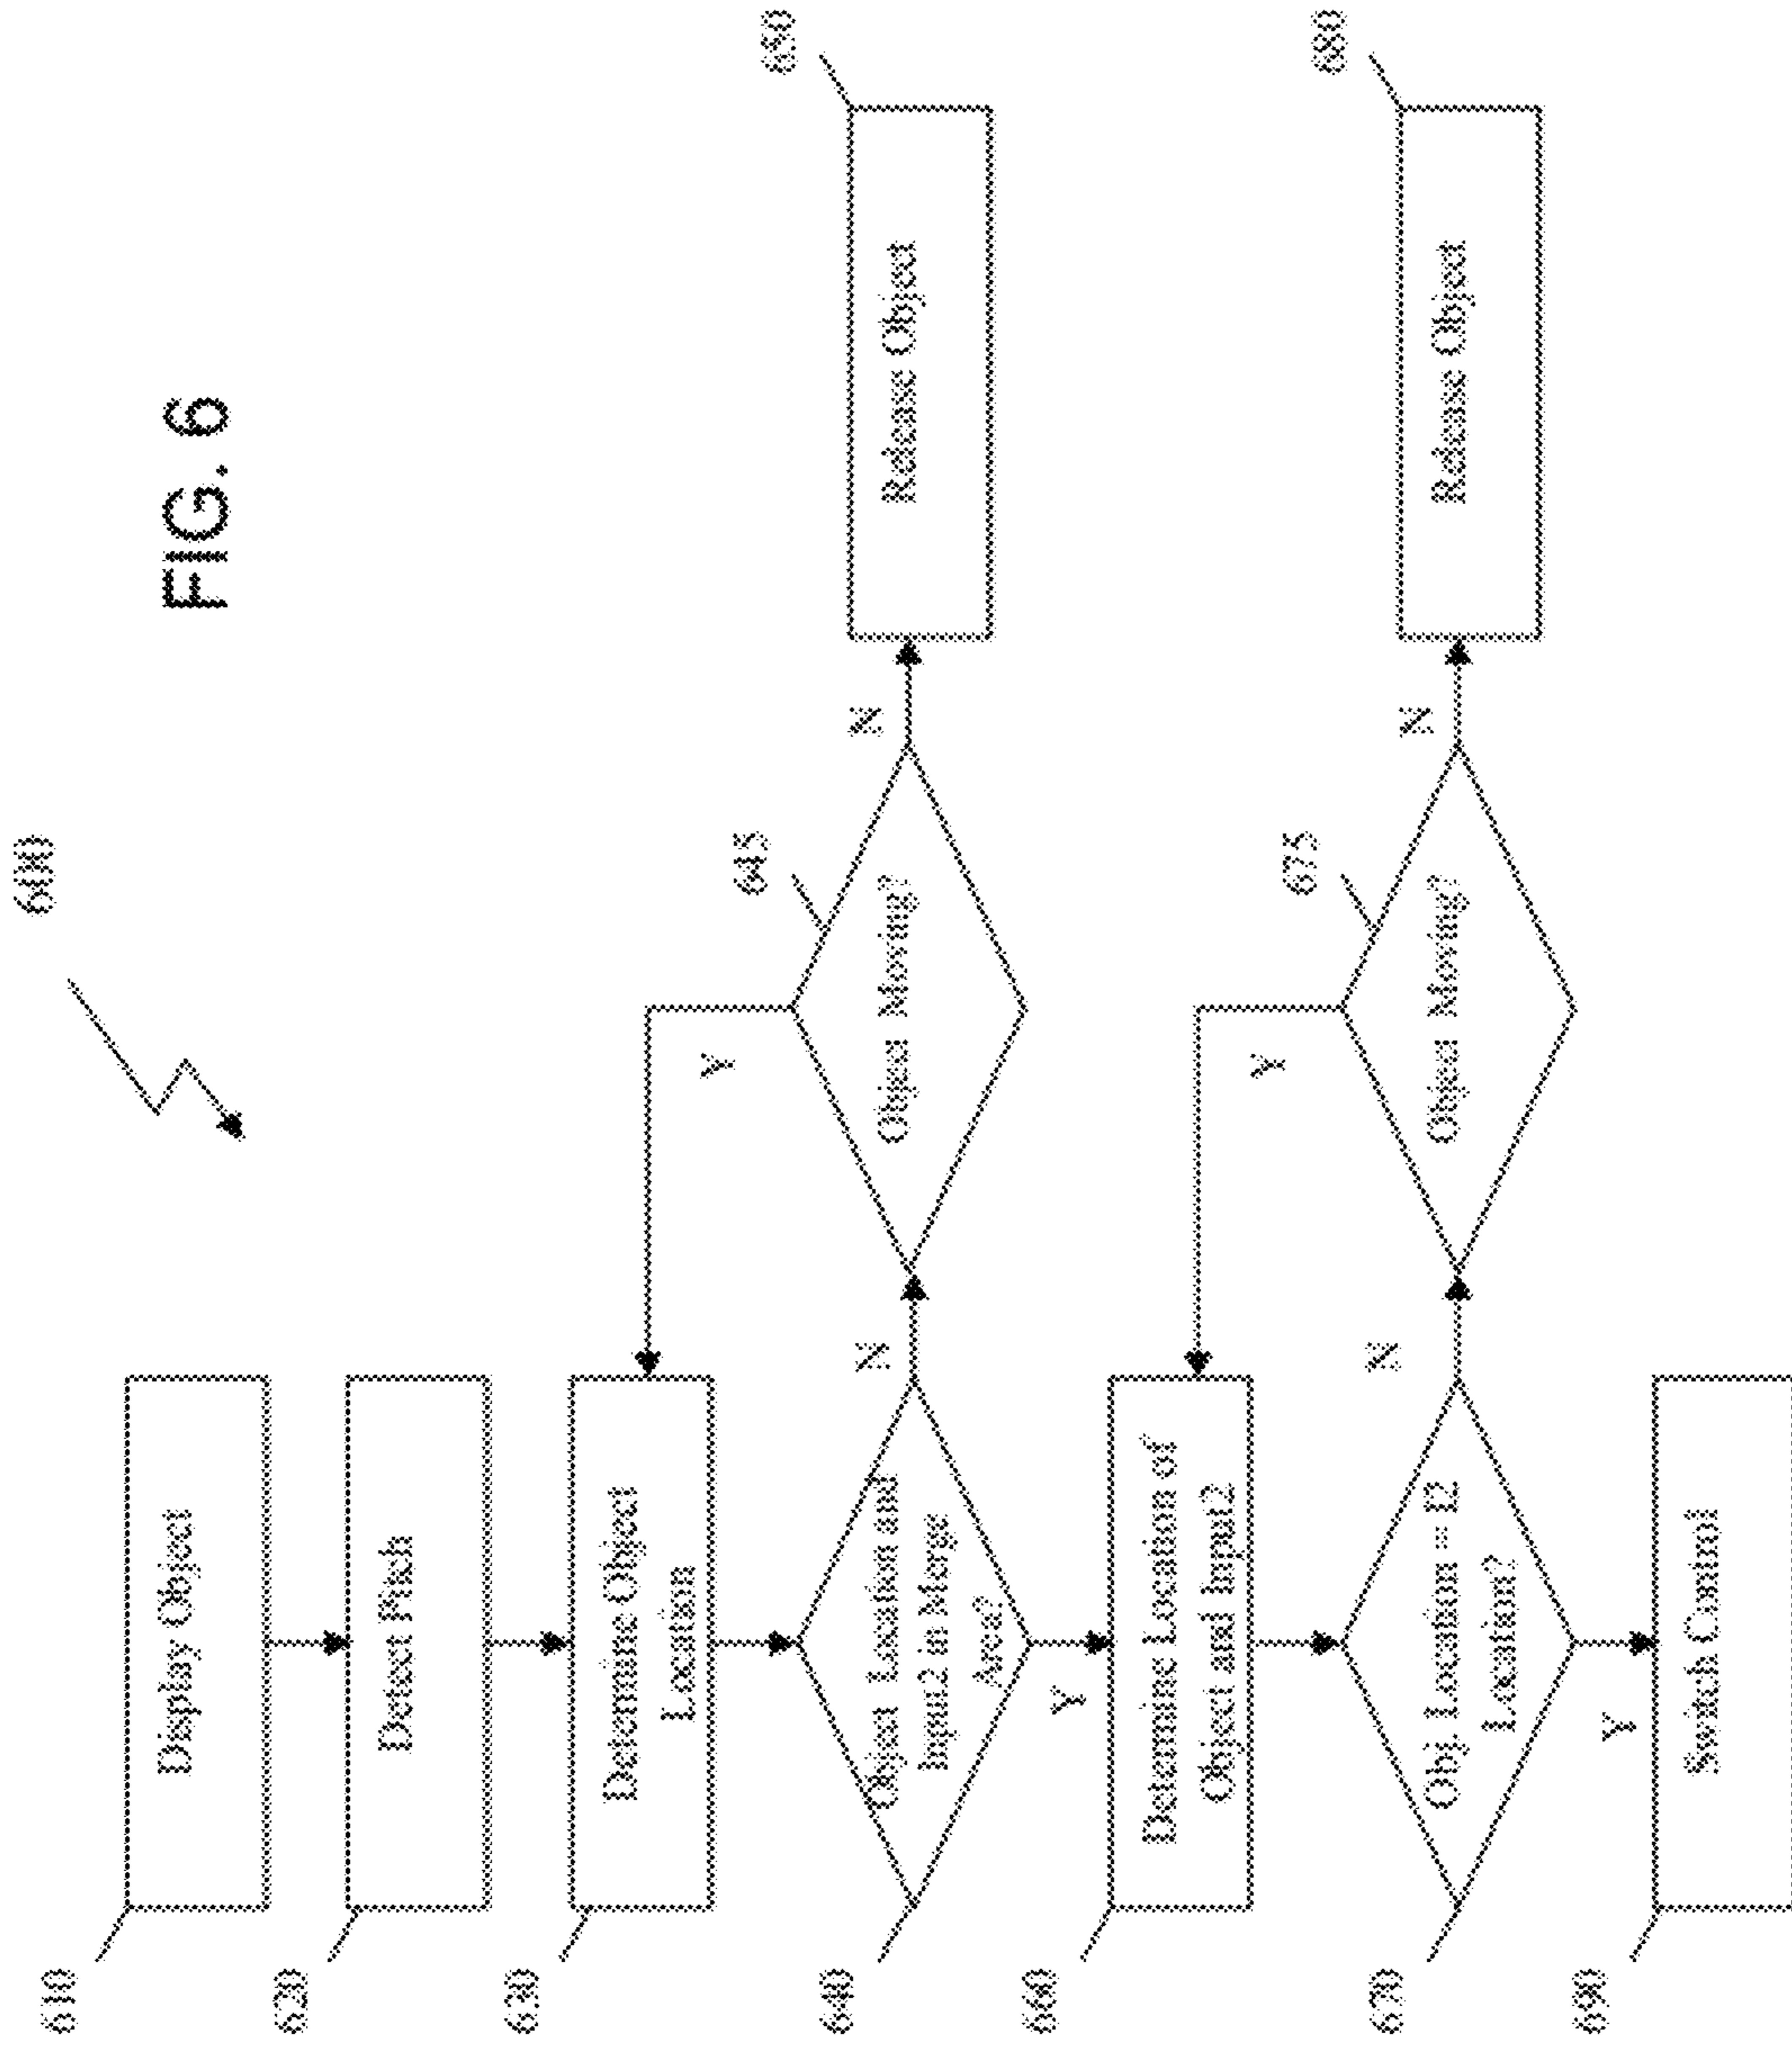 FIG. 6
600
610
Display Object
620
Detect Pitch
630
Determine Object
Location
640
Object Location and
Input2 in Merge
Area?
N
645
Object Moving?
Y
N
650
Release Object
Y
660
Determine Location of
Object and Input2
670
Obj. Location = I2
Location?
N
675
Object Moving?
Y
N
680
Release Object
Y
690
Switch Control